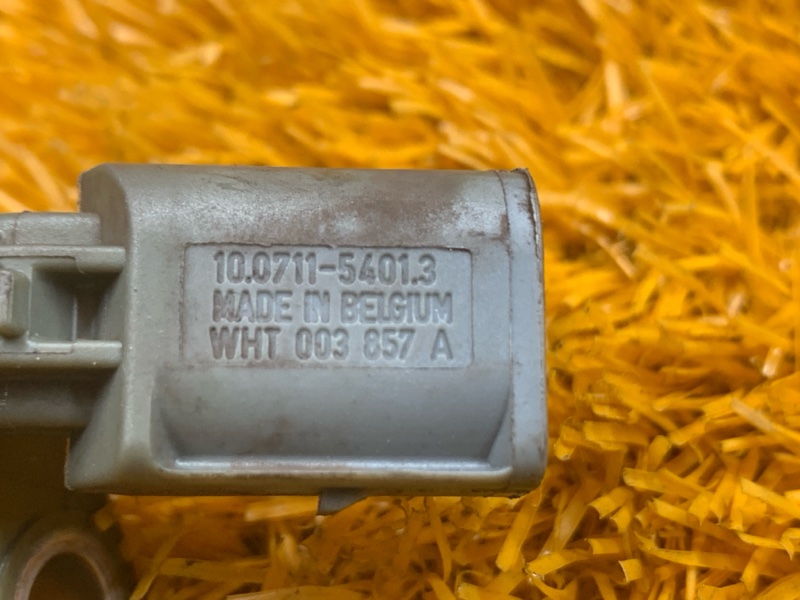 10.0711-5401.3
MADE IN BELGIUM
WHT 003 857 A